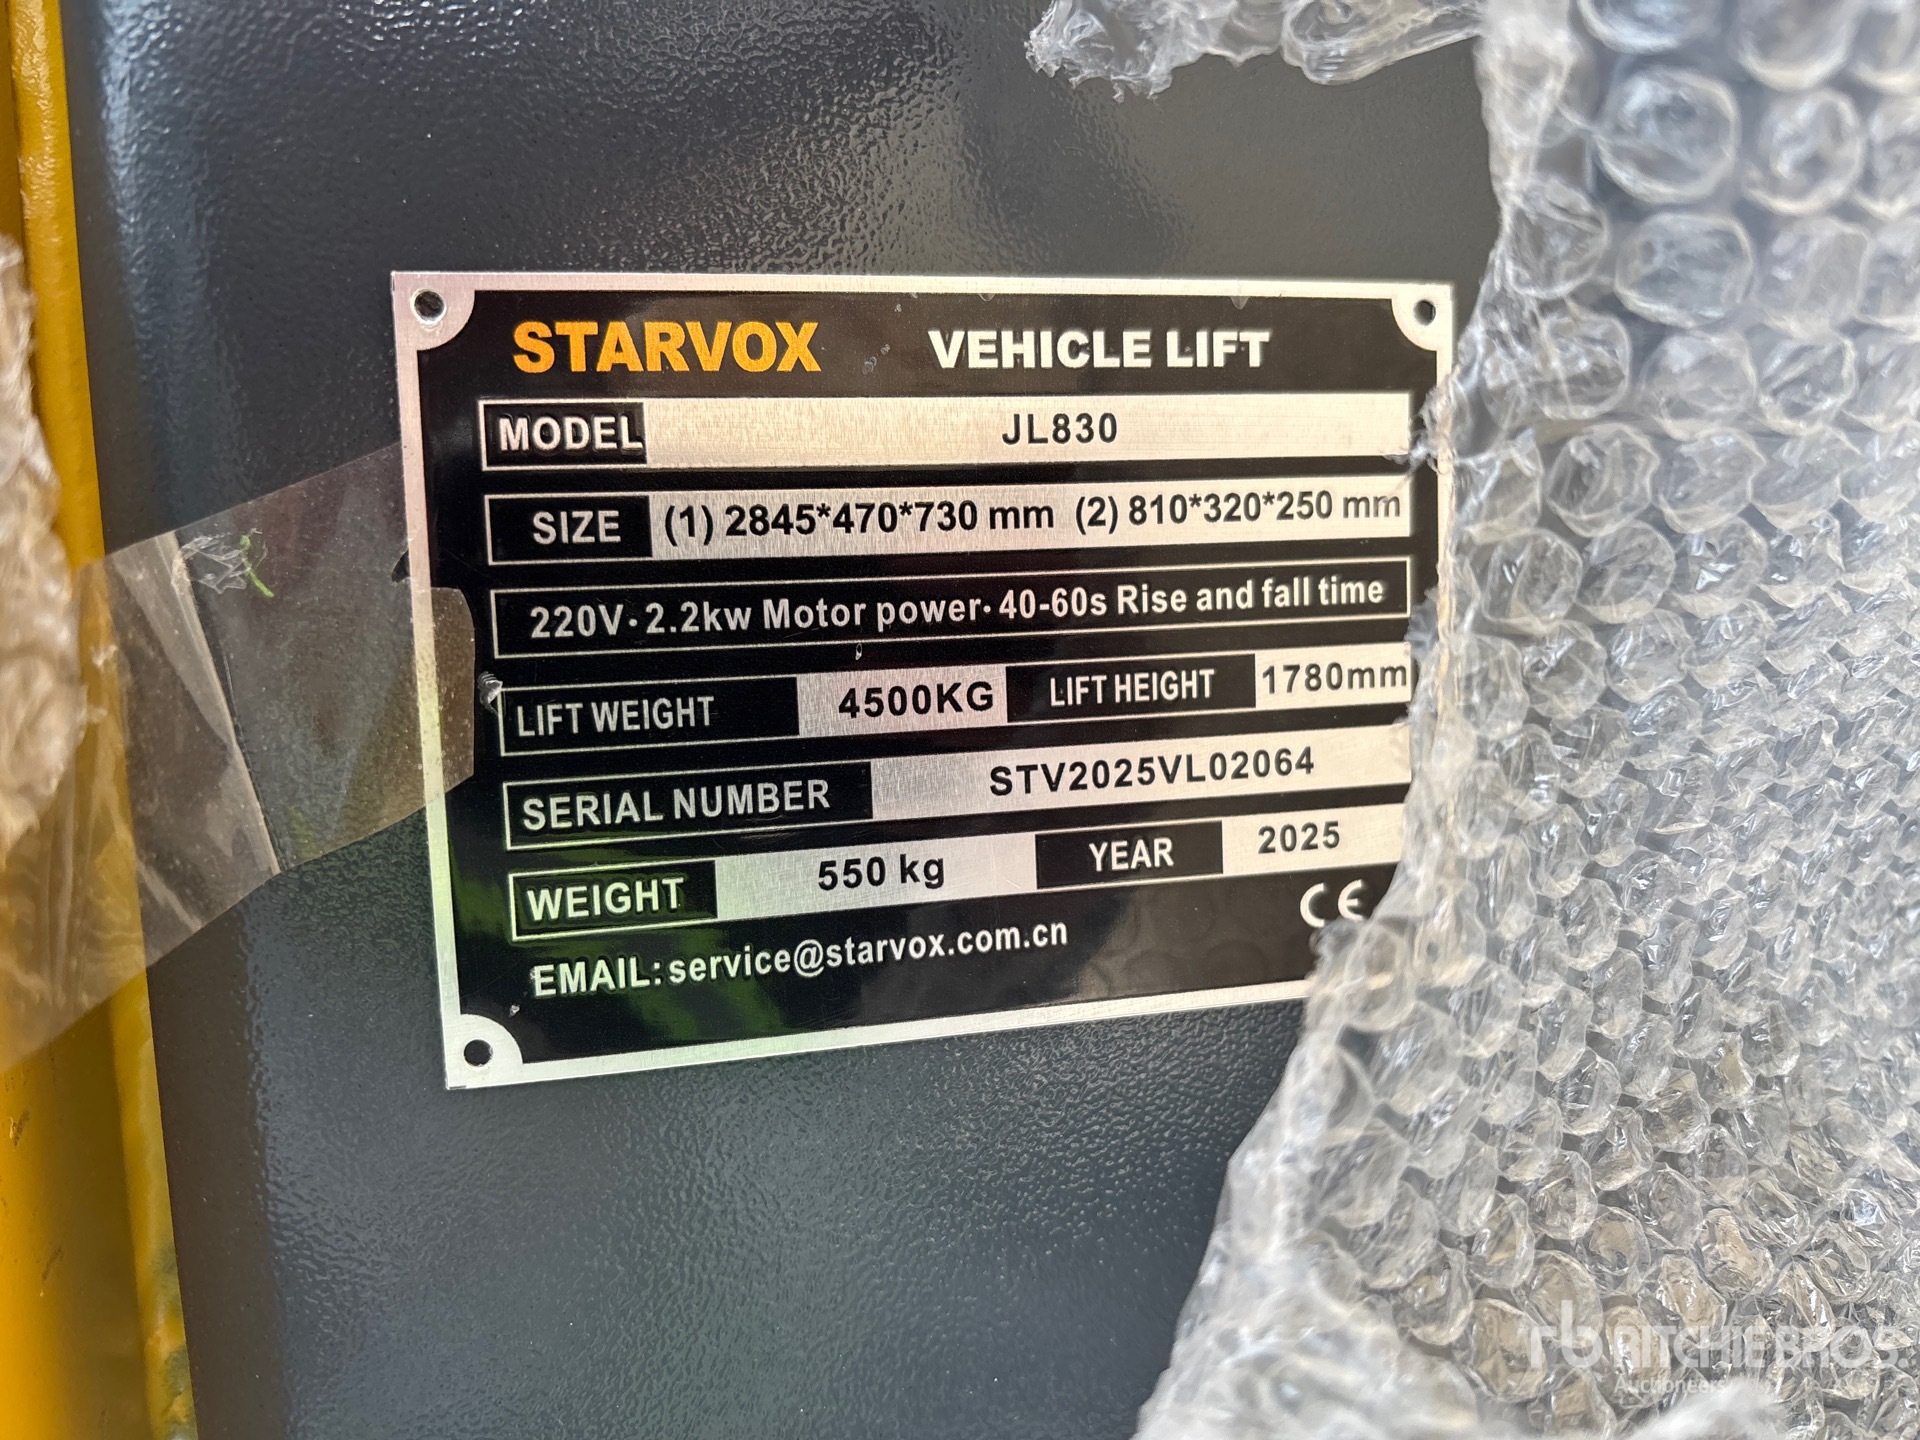 STARVOX VEHICLE LIFT
MODEL JL830
SIZE (1) 2845*470*730 mm (2) 810*320*250 mm
220V·2.2kw Motor power·40-60s Rise and fall time
LIFT WEIGHT 4500KG LIFT HEIGHT 1780mm
SERIAL NUMBER STV2025VL02064
WEIGHT 550 kg YEAR 2025
CE
EMAIL:service@starvox.com.cn
rb RITCHIE BROS.
Auctioneers